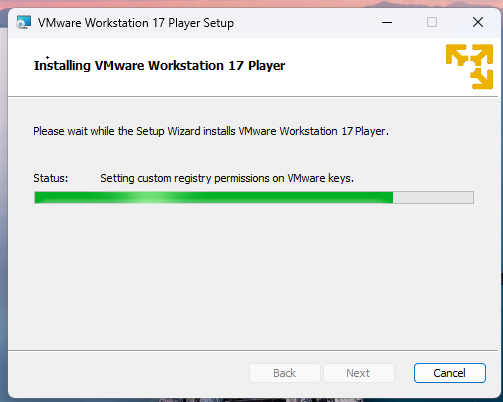 VMware Workstation 17 Player Setup
Installing VMware Workstation 17 Player
Please wait while the Setup Wizard installs VMware Workstation 17 Player.
Status: Setting custom registry permissions on VMware keys.
Back Next Cancel